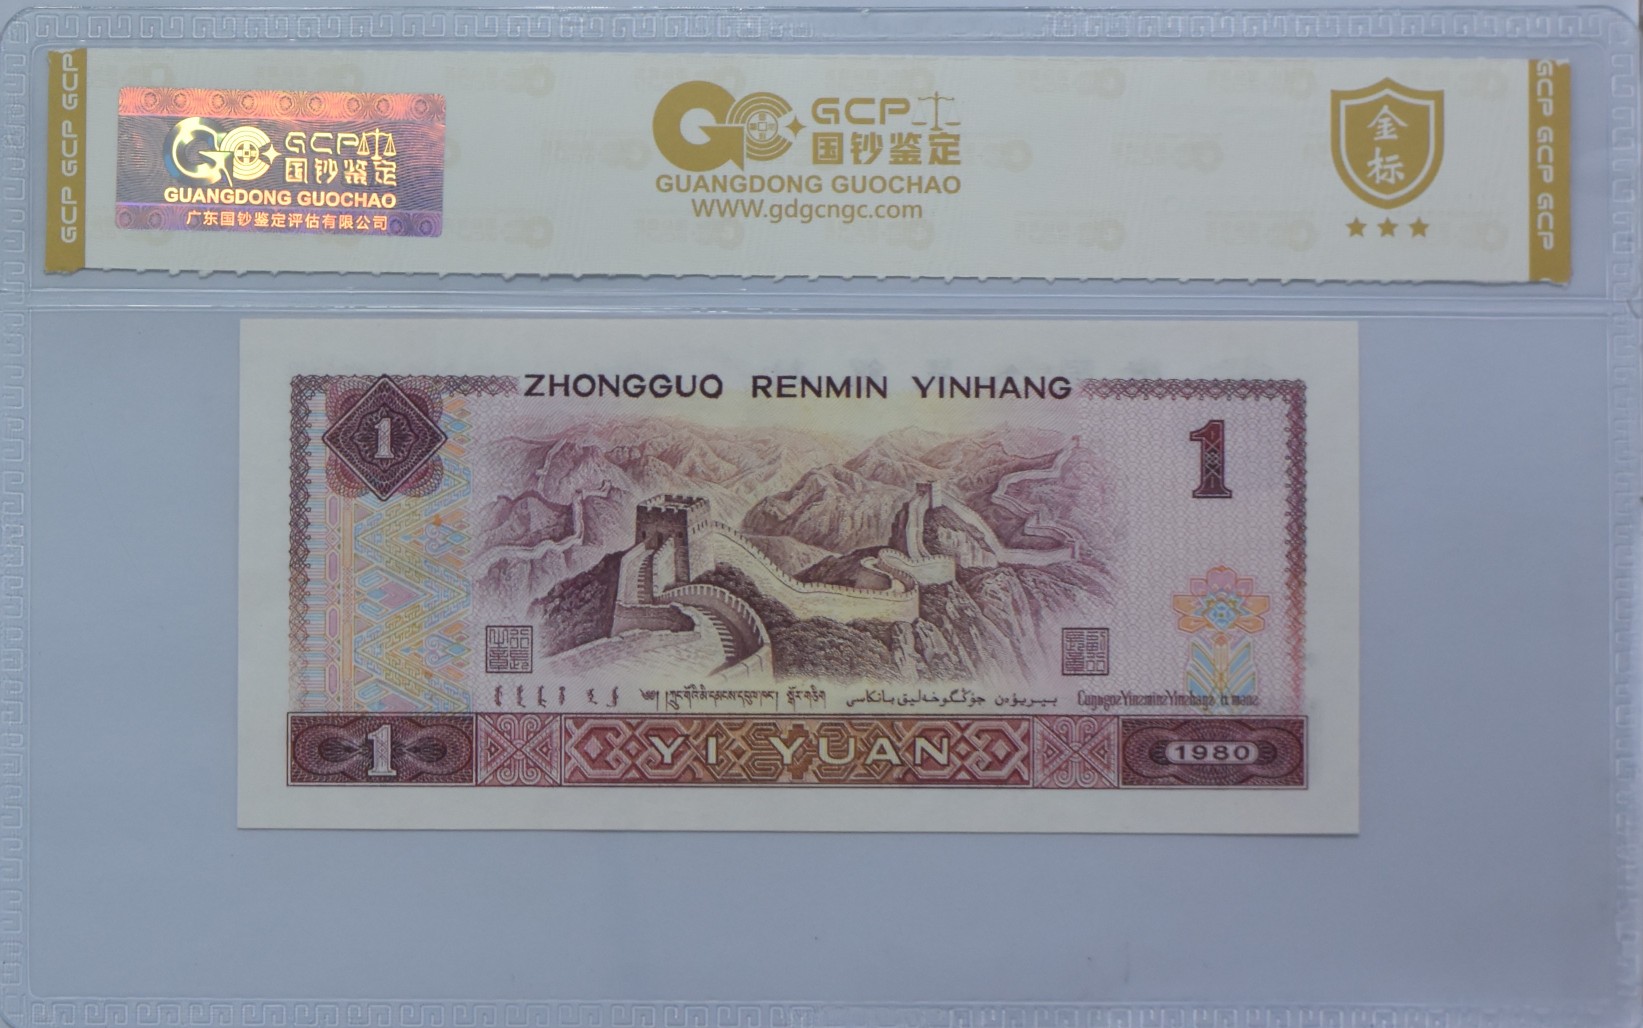 GCP GCP GCP
GCP
国钞鉴定
GUANGDONG GUOCHAO
广东国钞鉴定评估有限公司
GCP
国钞鉴定
GUANGDONG GUOCHAO
WWW.gdgcngc.com
金标
GCP GCP GCP
ZHONGGUO RENMIN YINHANG
1
1
1
YI YUAN
1980